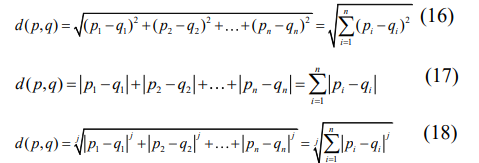 d(p,q) = √((p₁−q₁)² + (p₂−q₂)² + ... + (pₙ−qₙ)²) = √(∑ᵢ₌₁ⁿ (pᵢ−qᵢ)²) (16)
d(p,q) = |p₁−q₁| + |p₂−q₂| + ... + |pₙ−qₙ| = ∑ᵢ₌₁ⁿ |pᵢ−qᵢ| (17)
d(p,q) = ʲ√(|p₁−q₁|ʲ + |p₂−q₂|ʲ + ... + |pₙ−qₙ|ʲ) = ʲ√(∑ᵢ₌₁ⁿ |pᵢ−qᵢ|ʲ) (18)